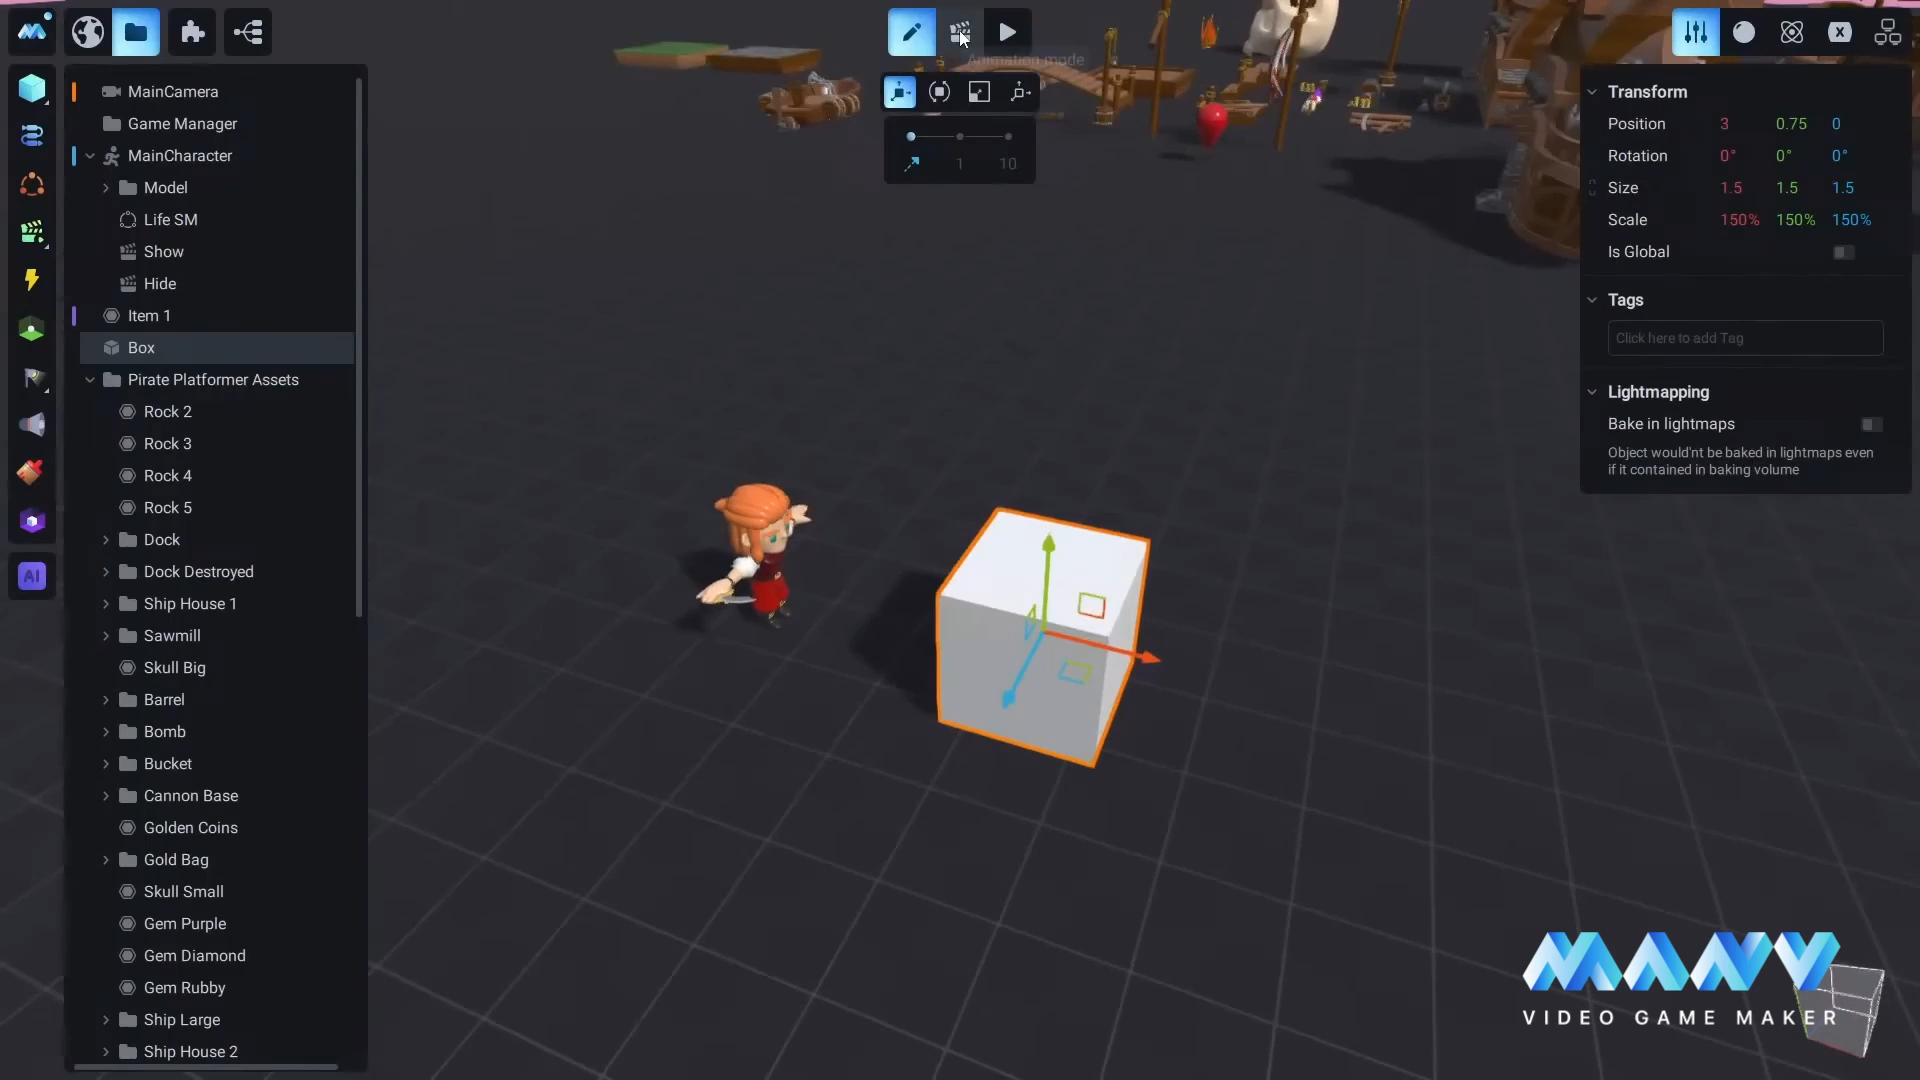 Animation mode
1
10
MainCamera
Game Manager
MainCharacter
Model
Life SM
Show
Hide
Item 1
Box
Pirate Platformer Assets
Rock 2
Rock 3
Rock 4
Rock 5
Dock
Dock Destroyed
Ship House 1
Sawmill
Skull Big
Barrel
Bomb
Bucket
Cannon Base
Golden Coins
Gold Bag
Skull Small
Gem Purple
Gem Diamond
Gem Rubby
Ship Large
Ship House 2
AI
Transform
Position 3 0.75 0
Rotation 0° 0° 0°
Size 1.5 1.5 1.5
Scale 150% 150% 150%
Is Global
Tags
Click here to add Tag
Lightmapping
Bake in lightmaps
Object would'nt be baked in lightmaps even
if it contained in baking volume
MANV
VIDEO GAME MAKER